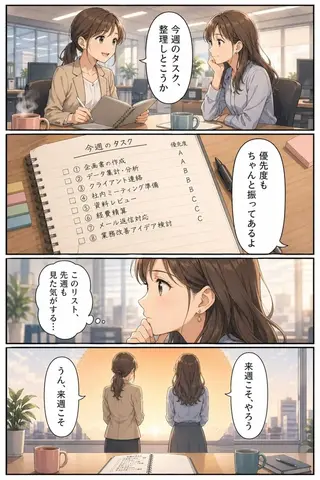 今週のタスク、
整理しとこうか
今週のタスク
優先度
① 企画書の作成 A
② データ集計・分析 A
③ クライアント連絡 B
④ 社内ミーティング準備 B
⑤ 資料レビュー B
⑥ 経費精算 C
⑦ メール返信対応 C
⑧ 業務改善アイデア検討 C
優先度も
ちゃんと振ってあるよ
このリスト、
先週も
見た気がする…
来週こそ、やろう
うん、来週こそ